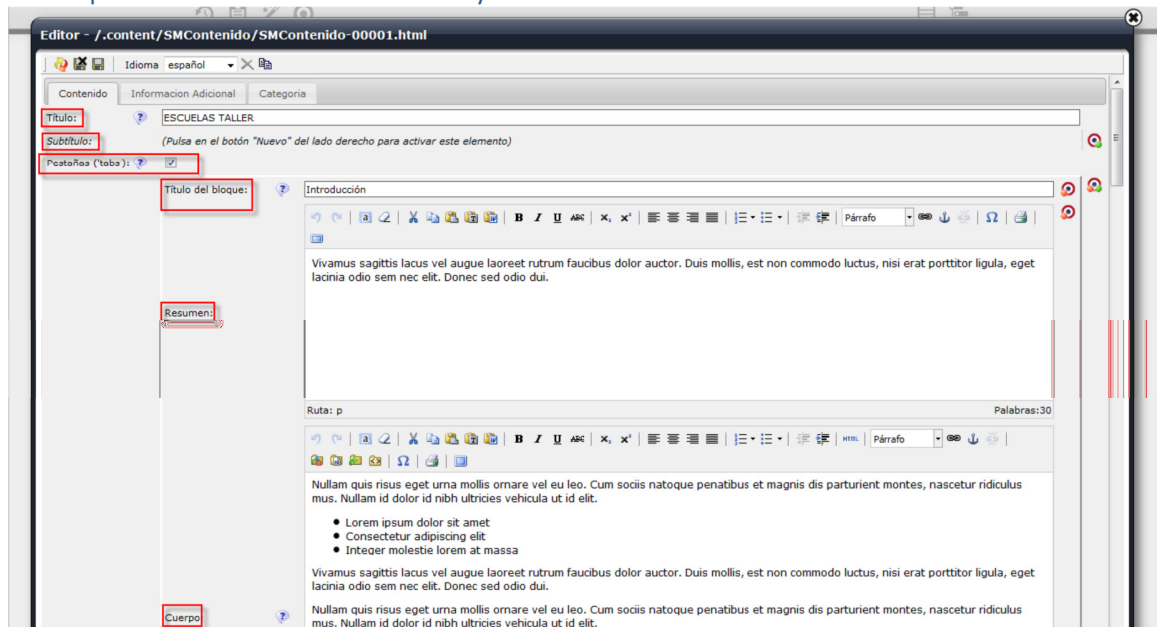 Editor - /.content/SMContenido/SMContenido-00001.html
Idioma español
Contenido Informacion Adicional Categoria
Título: ESCUELAS TALLER
Subtítulo: (Pulsa en el botón "Nuevo" del lado derecho para activar este elemento)
Pestañas ('tabs'):
Título del bloque: Introducción
B I U ABC x₂ x² Párrafo Ω
Vivamus sagittis lacus vel augue laoreet rutrum faucibus dolor auctor. Duis mollis, est non commodo luctus, nisi erat porttitor ligula, eget
lacinia odio sem nec elit. Donec sed odio dui.
Resumen:
Ruta: p Palabras:30
B I U ABC x₂ x² HTML Párrafo
Ω
Nullam quis risus eget urna mollis ornare vel eu leo. Cum sociis natoque penatibus et magnis dis parturient montes, nascetur ridiculus
mus. Nullam id dolor id nibh ultricies vehicula ut id elit.
● Lorem ipsum dolor sit amet
● Consectetur adipiscing elit
● Integer molestie lorem at massa
Vivamus sagittis lacus vel augue laoreet rutrum faucibus dolor auctor. Duis mollis, est non commodo luctus, nisi erat porttitor ligula, eget
lacinia odio sem nec elit. Donec sed odio dui.
Nullam quis risus eget urna mollis ornare vel eu leo. Cum sociis natoque penatibus et magnis dis parturient montes, nascetur ridiculus
Cuerpo mus. Nullam id dolor id nibh ultricies vehicula ut id elit.